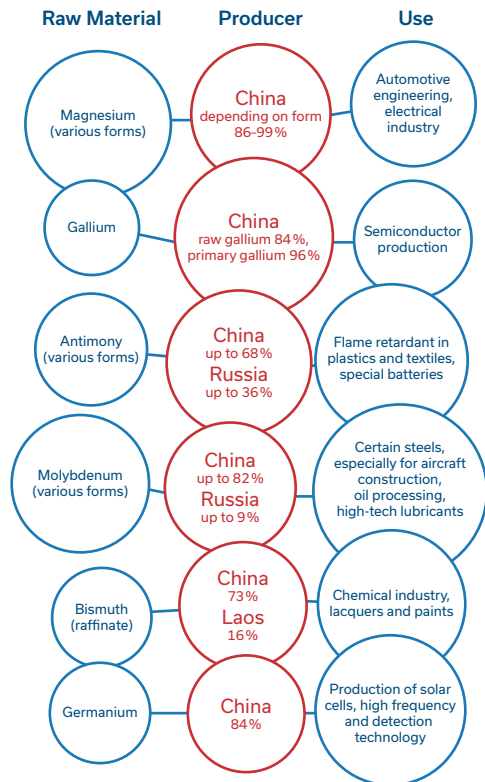 Raw Material
Producer
Use
Magnesium
(various forms)
China
depending on form
86–99 %
Automotive
engineering,
electrical
industry
Gallium
China
raw gallium 84 %,
primary gallium 96 %
Semiconductor
production
Antimony
(various forms)
China
up to 68 %
Russia
up to 36 %
Flame retardant in
plastics and textiles,
special batteries
Molybdenum
(various forms)
China
up to 82 %
Russia
up to 9 %
Certain steels,
especially for aircraft
construction,
oil processing,
high-tech lubricants
Bismuth
(raffinate)
China
73 %
Laos
16 %
Chemical industry,
lacquers and paints
Germanium
China
84 %
Production of solar
cells, high frequency
and detection
technology